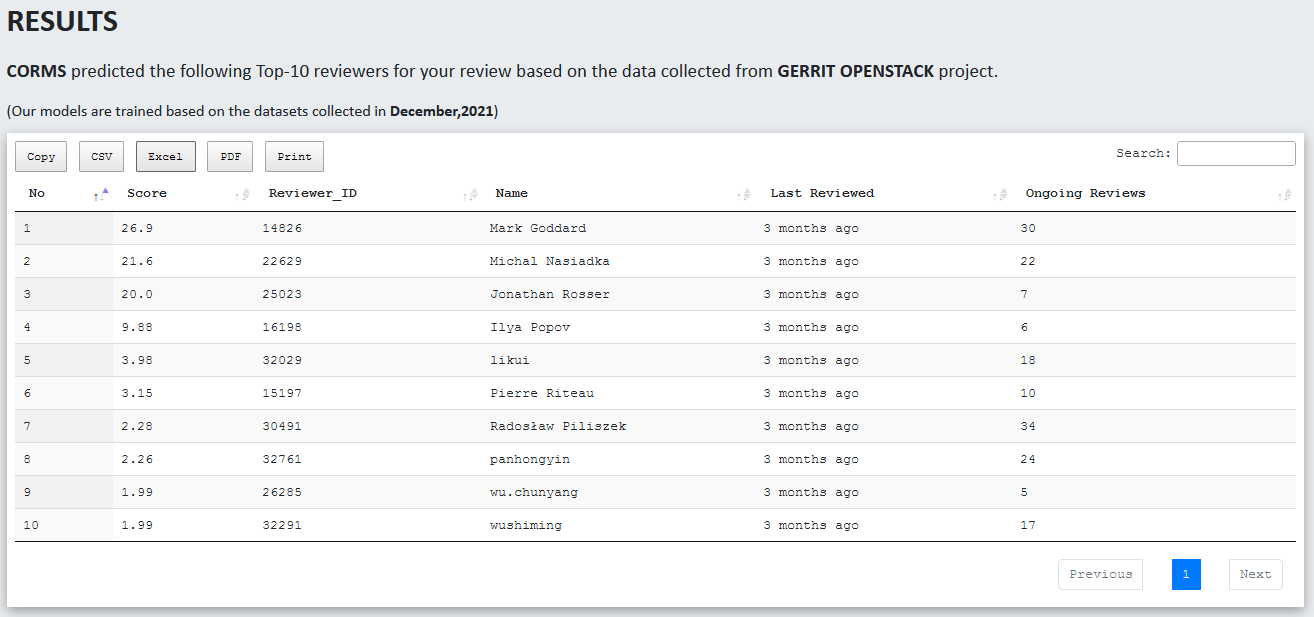 RESULTS
CORMS predicted the following Top-10 reviewers for your review based on the data collected from GERRIT OPENSTACK project.
(Our models are trained based on the datasets collected in December,2021)
Copy CSV Excel PDF Print Search:
No Score Reviewer_ID Name Last Reviewed Ongoing Reviews
1 26.9 14826 Mark Goddard 3 months ago 30
2 21.6 22629 Michal Nasiadka 3 months ago 22
3 20.0 25023 Jonathan Rosser 3 months ago 7
4 9.88 16198 Ilya Popov 3 months ago 6
5 3.98 32029 likui 3 months ago 18
6 3.15 15197 Pierre Riteau 3 months ago 10
7 2.28 30491 Radosław Piliszek 3 months ago 34
8 2.26 32761 panhongyin 3 months ago 24
9 1.99 26285 wu.chunyang 3 months ago 5
10 1.99 32291 wushiming 3 months ago 17
Previous 1 Next